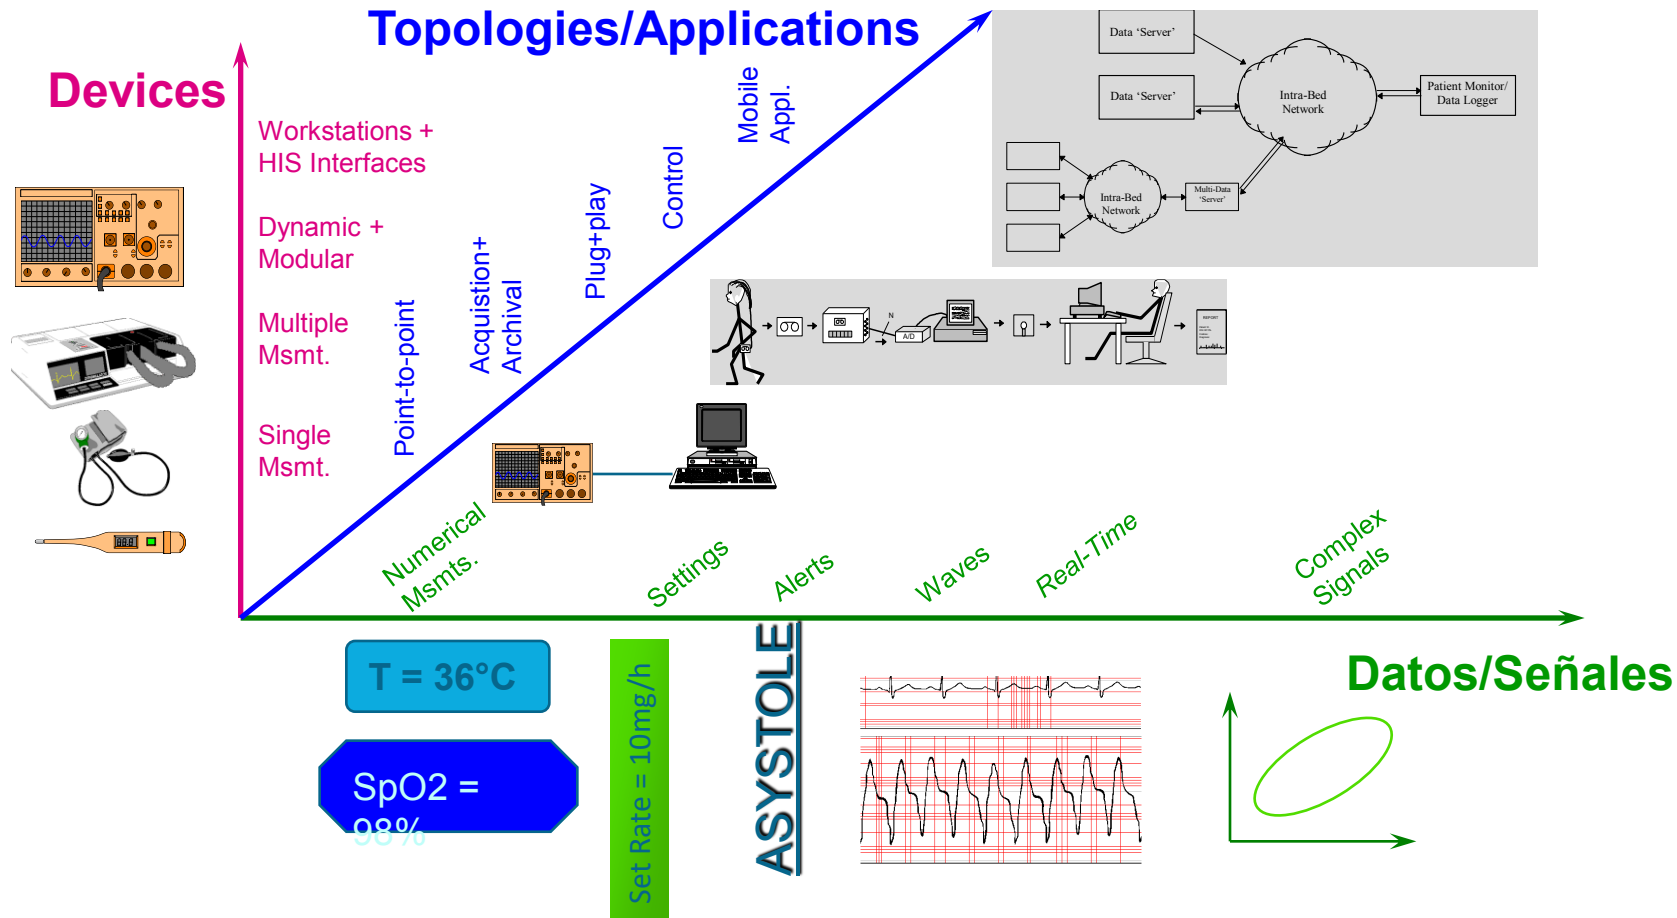 Topologies/Applications
Devices
Workstations +
HIS Interfaces
Dynamic +
Modular
Multiple
Msmt.
Single
Msmt.
Point-to-point
Acquistion+
Archival
Plug+play
Control
Mobile
Appl.
Data ‘Server’
Data ‘Server’
Intra-Bed
Network
Patient Monitor/
Data Logger
Intra-Bed
Network
Multi-Data
‘Server’
N
A/D
REPORT
Numerical
Msmts.
Settings
Alerts
Waves
Real-Time
Complex
Signals
Datos/Señales
T = 36°C
SpO2 =
98%
Set Rate = 10mg/h
ASYSTOLE